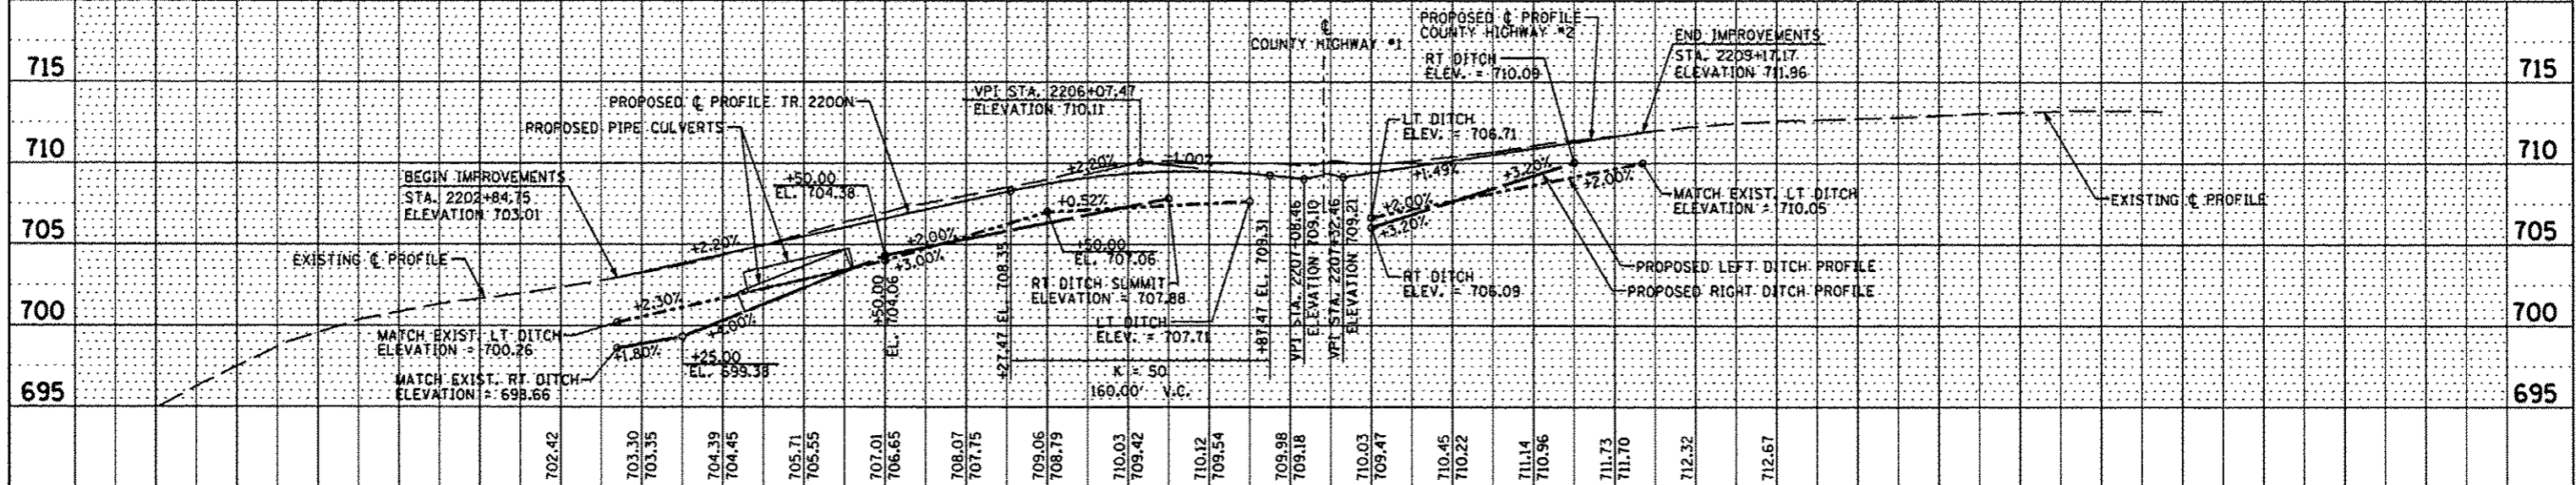 715
710
705
700
695
EXISTING ℄ PROFILE
BEGIN IMPROVEMENTS
STA. 2202+84.75
ELEVATION 703.01
MATCH EXIST. LT DITCH
ELEVATION = 700.26
MATCH EXIST. RT DITCH
ELEVATION = 698.66
PROPOSED PIPE CULVERTS
PROPOSED ℄ PROFILE TR 2200N
+2.20%
+2.30%
+1.80%
+4.00%
+25.00
EL. 699.38
+50.00
EL. 704.38
+50.00
EL. 704.06
+2.00%
+3.00%
VPI STA. 2206+07.47
ELEVATION 710.11
+2.20%
-1.00%
+0.52%
+50.00
EL. 707.06
RT DITCH SUMMIT
ELEVATION = 707.88
LT DITCH
ELEV. = 707.71
+27.47 EL. 708.35
K = 50
160.00' V.C.
+87.47 EL. 709.31
VPI STA. 2207+08.46
ELEVATION 709.10
VPI STA. 2207+32.46
ELEVATION 709.21
℄
COUNTY HIGHWAY #1
PROPOSED ℄ PROFILE
COUNTY HIGHWAY #2
RT DITCH
ELEV. = 710.09
LT DITCH
ELEV. = 706.71
RT DITCH
ELEV. = 706.09
+2.00%
+3.20%
+1.49%
+3.20%
+2.00%
END IMPROVEMENTS
STA. 2209+17.17
ELEVATION 711.96
MATCH EXIST. LT DITCH
ELEVATION = 710.05
PROPOSED LEFT DITCH PROFILE
PROPOSED RIGHT DITCH PROFILE
EXISTING ℄ PROFILE
715
710
705
700
695
702.42
703.30
703.35
704.39
704.45
705.71
705.55
707.01
706.65
708.07
707.75
709.06
708.79
710.03
709.42
710.12
709.54
709.98
709.18
710.03
709.47
710.45
710.22
711.14
710.96
711.73
711.70
712.32
712.67